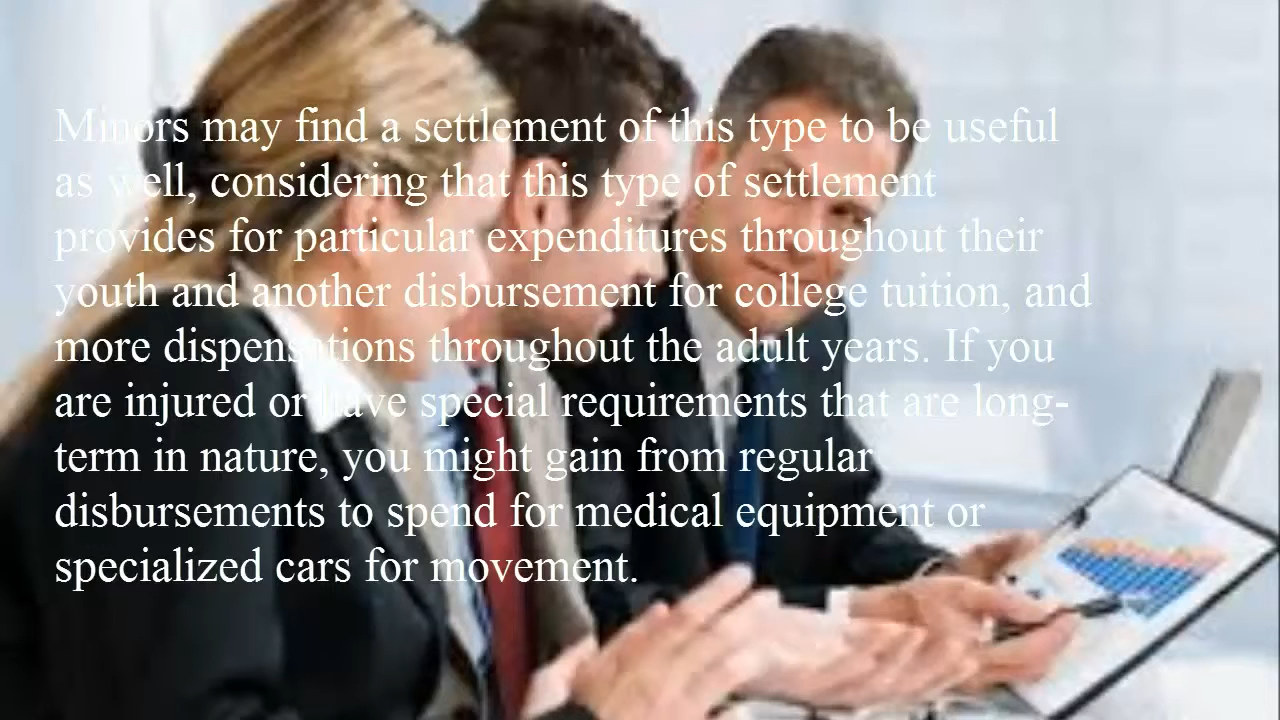 Minors may find a settlement of this type to be useful
as well, considering that this type of settlement
provides for particular expenditures throughout their
youth and another disbursement for college tuition, and
more dispensations throughout the adult years. If you
are injured or have special requirements that are long-
term in nature, you might gain from regular
disbursements to spend for medical equipment or
specialized cars for movement.